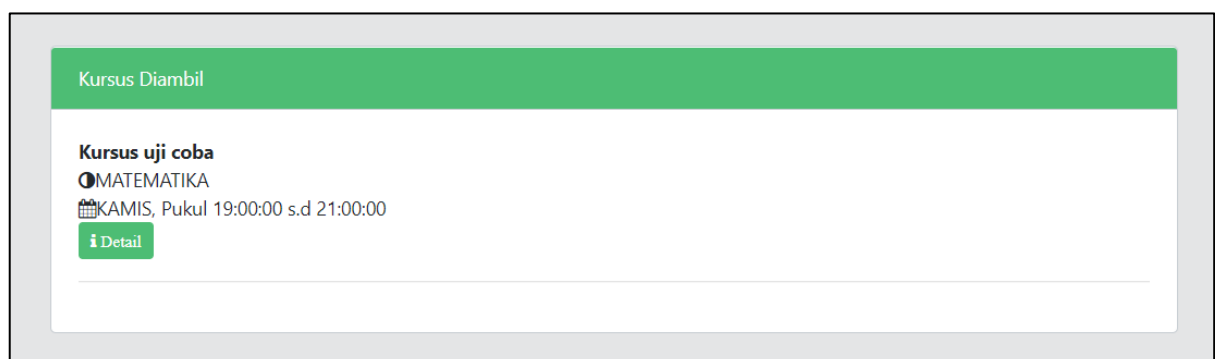 Kursus Diambil
Kursus uji coba
MATEMATIKA
KAMIS, Pukul 19:00:00 s.d 21:00:00
Detail